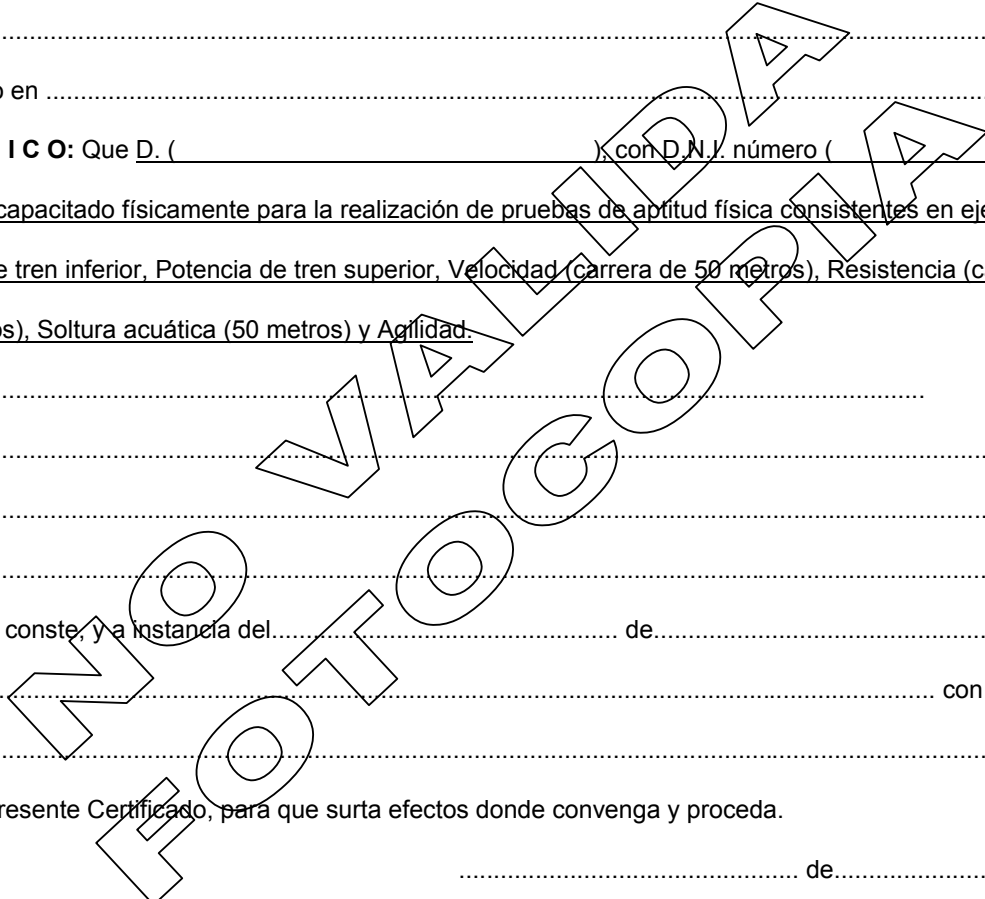 ........................................................................................................................
o en ........................................................................................................................
I C O: Que D. ( ), con D.N.I. número (
capacitado físicamente para la realización de pruebas de aptitud física consistentes en eje
e tren inferior, Potencia de tren superior, Velocidad (carrera de 50 metros), Resistencia (ca
os), Soltura acuática (50 metros) y Agilidad.
........................................................................................................................
........................................................................................................................
........................................................................................................................
........................................................................................................................
conste, y a instancia del.................................................. de..................................................
........................................................................................................................ con
........................................................................................................................
resente Certificado, para que surta efectos donde convenga y proceda.
.................................................. de......................
NO VALIDA
FOTOCOPIA